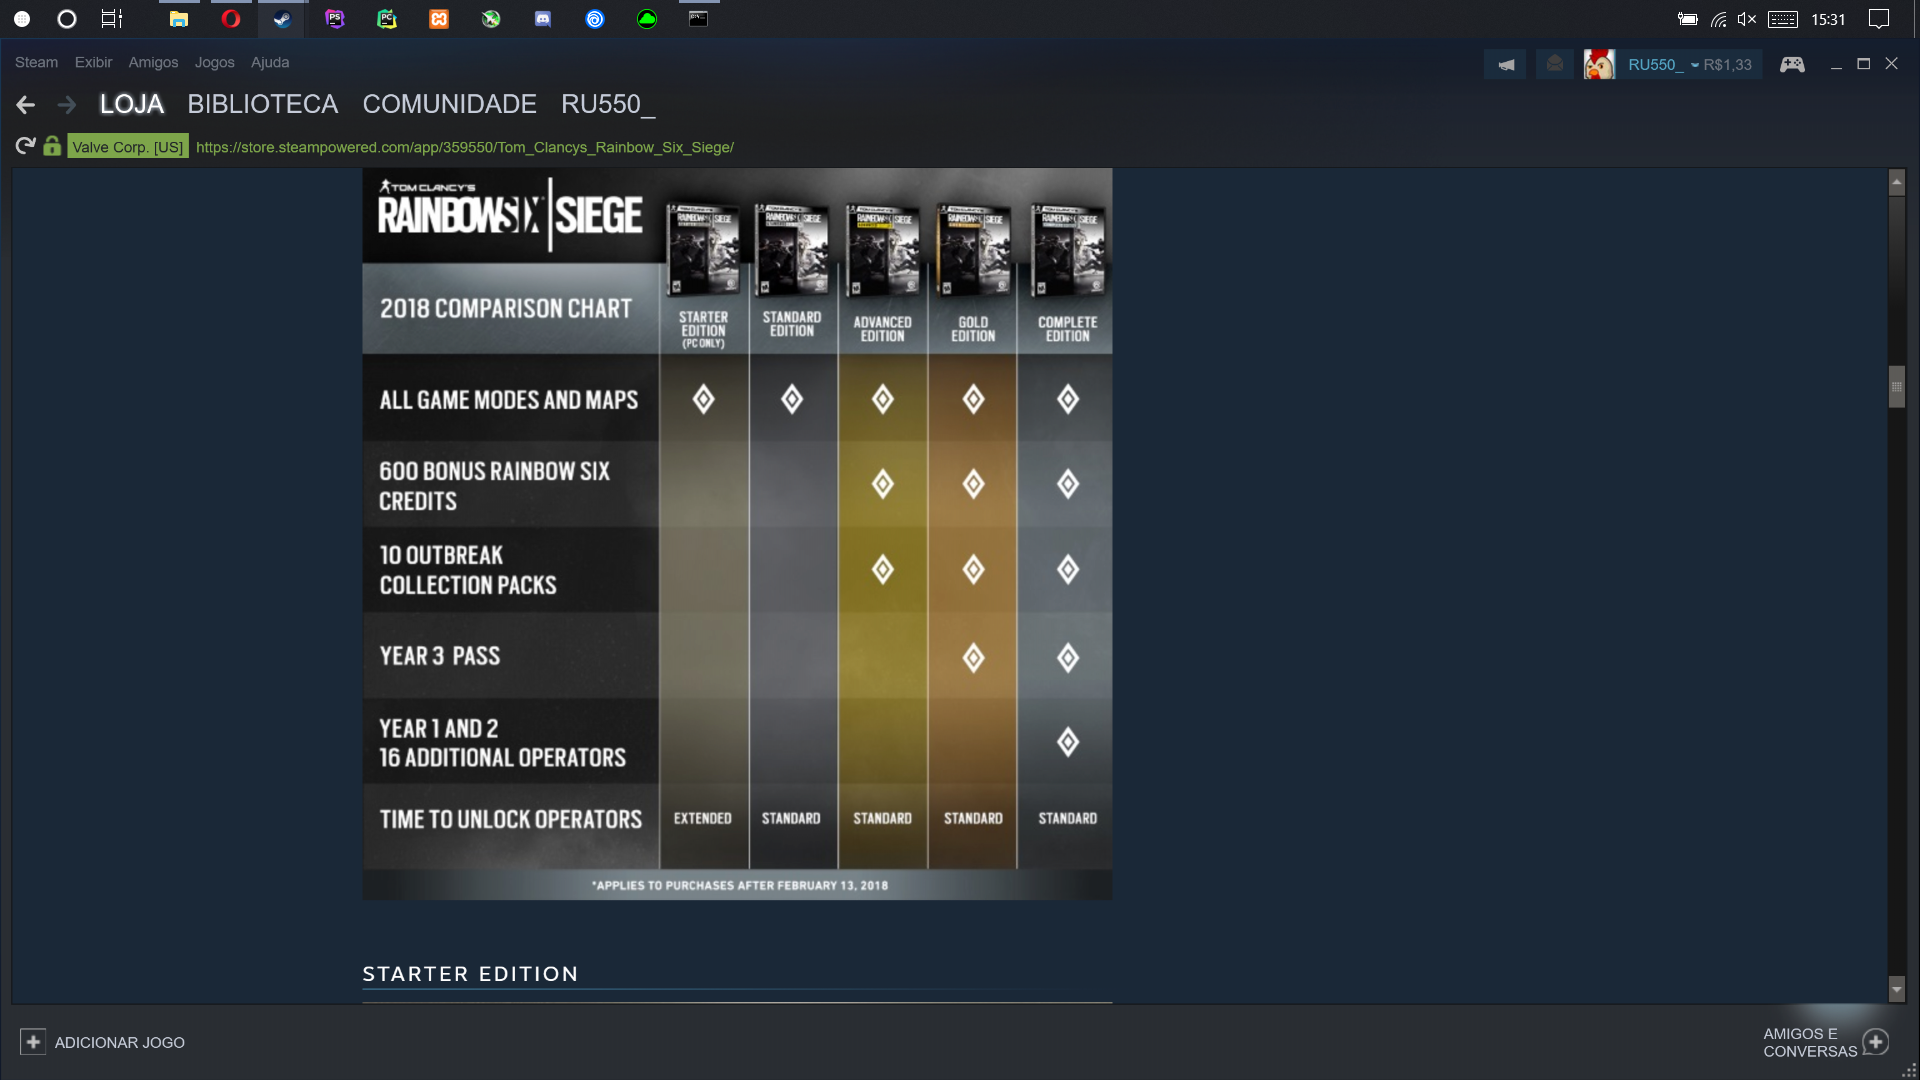 15:31
Steam Exibir Amigos Jogos Ajuda
RU550_ R$1,33
LOJA BIBLIOTECA COMUNIDADE RU550_
Valve Corp. [US] https://store.steampowered.com/app/359550/Tom_Clancys_Rainbow_Six_Siege/
TOM CLANCY'S
RAINBOWSIX | SIEGE
2018 COMPARISON CHART
STARTER
EDITION
(PC ONLY)
STANDARD
EDITION
ADVANCED
EDITION
GOLD
EDITION
COMPLETE
EDITION
ALL GAME MODES AND MAPS
600 BONUS RAINBOW SIX
CREDITS
10 OUTBREAK
COLLECTION PACKS
YEAR 3 PASS
YEAR 1 AND 2
16 ADDITIONAL OPERATORS
TIME TO UNLOCK OPERATORS EXTENDED STANDARD STANDARD STANDARD STANDARD
*APPLIES TO PURCHASES AFTER FEBRUARY 13, 2018
STARTER EDITION
ADICIONAR JOGO
AMIGOS E
CONVERSAS